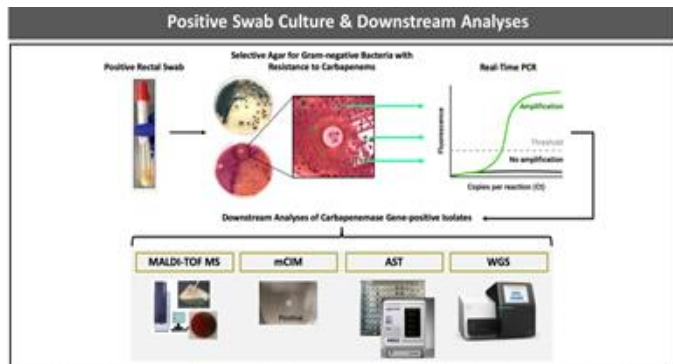 Positive Swab Culture & Downstream Analyses
Positive Rectal Swab
Selective Agar for Gram-negative Bacteria with
Resistance to Carbapenems
Real-Time PCR
Fluorescence
Amplification
Threshold
No amplification
Copies per reaction (Ct)
Downstream Analyses of Carbapenemase Gene-positive Isolates
MALDI-TOF MS
mCIM
AST
WGS
Positive